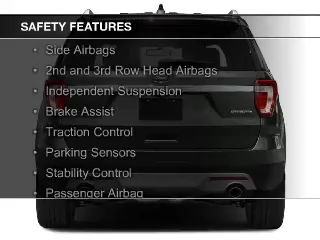 SAFETY FEATURES
• Side Airbags
• 2nd and 3rd Row Head Airbags
• Independent Suspension
• Brake Assist
• Traction Control
• Parking Sensors
• Stability Control
• Passenger Airbag